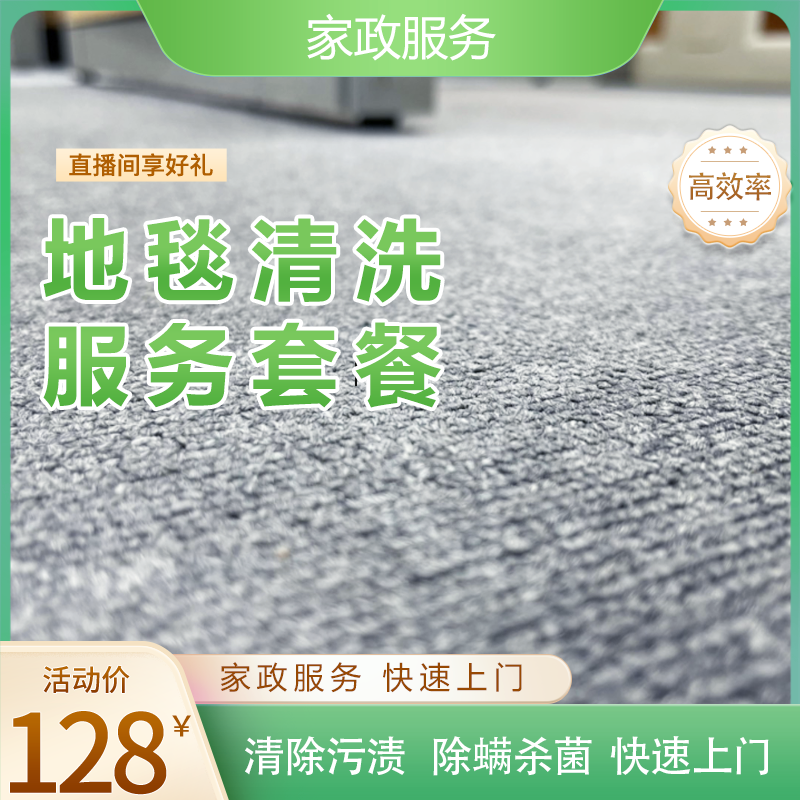 家政服务
直播间享好礼
高效率
地毯清洗
服务套餐
活动价
家政服务 快速上门
128¥
清除污渍 除螨杀菌 快速上门